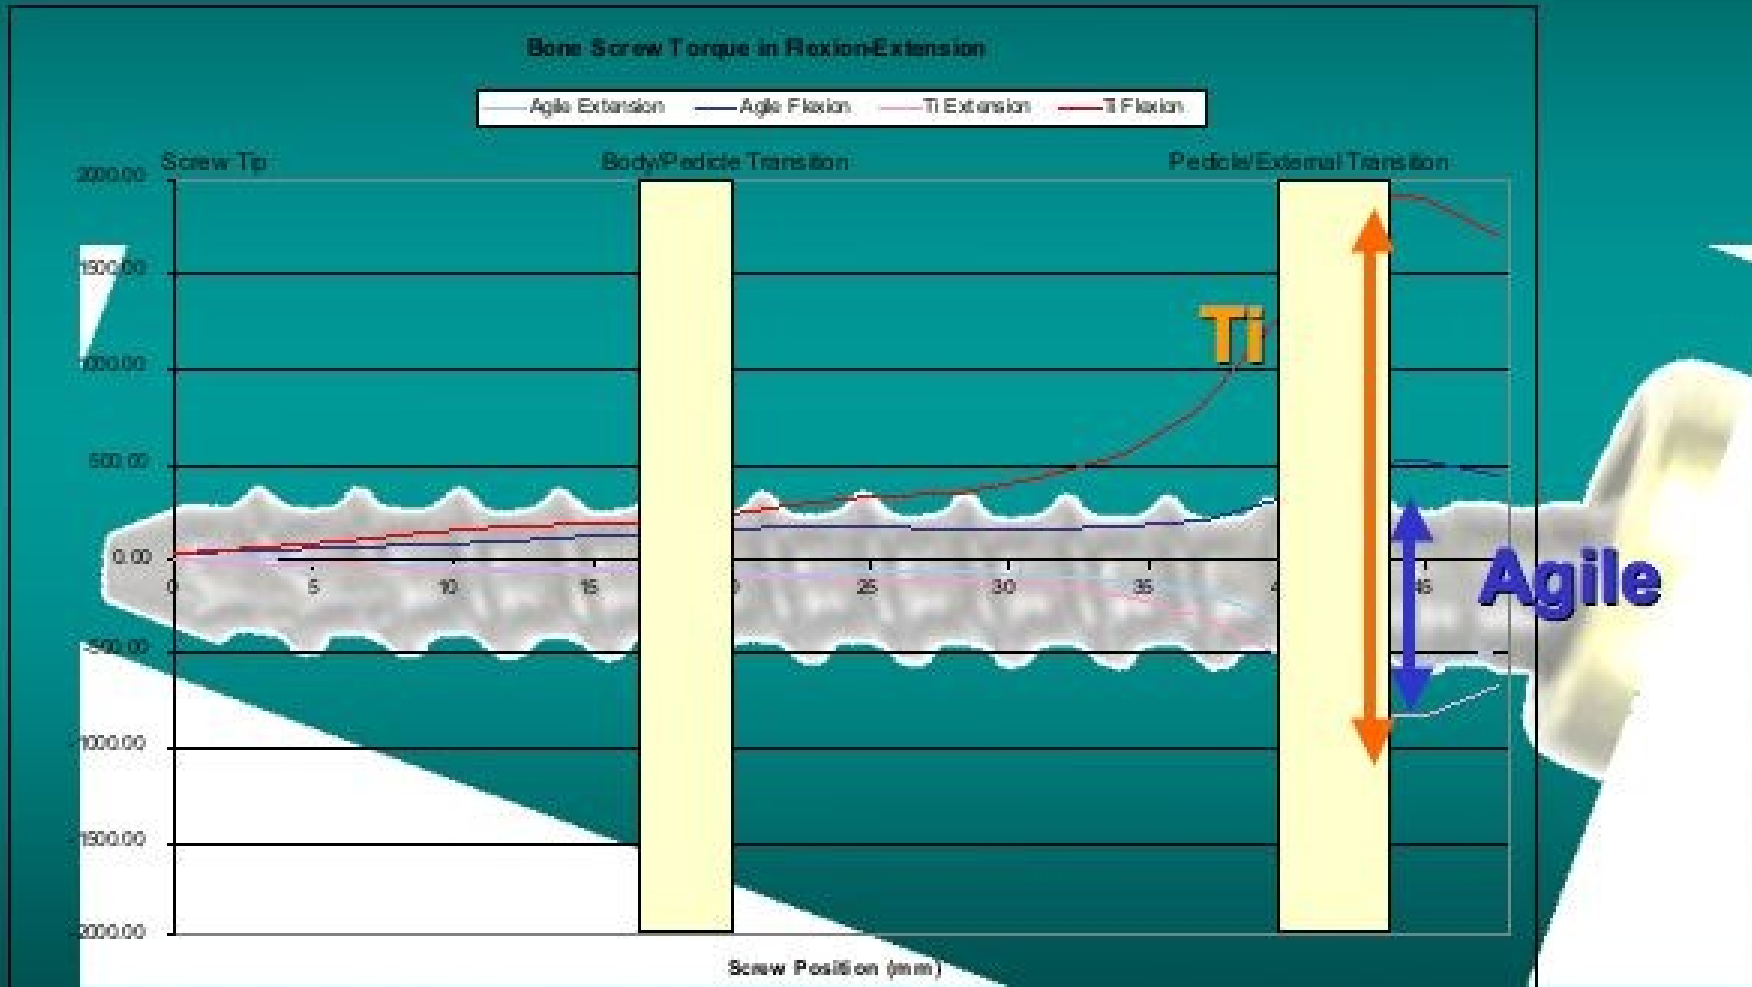 Bone Screw Torque in Flexion-Extension
Agile Extension Agile Flexion Ti Extension Ti Flexion
Screw Tip Body/Pedicle Transition Pedicle/External Transition
2000.00
1500.00
Ti
1000.00
500.00
0.00
0 5 10 15 25 30 35 45
Agile
-500.00
-1000.00
-1500.00
-2000.00
Screw Position (mm)